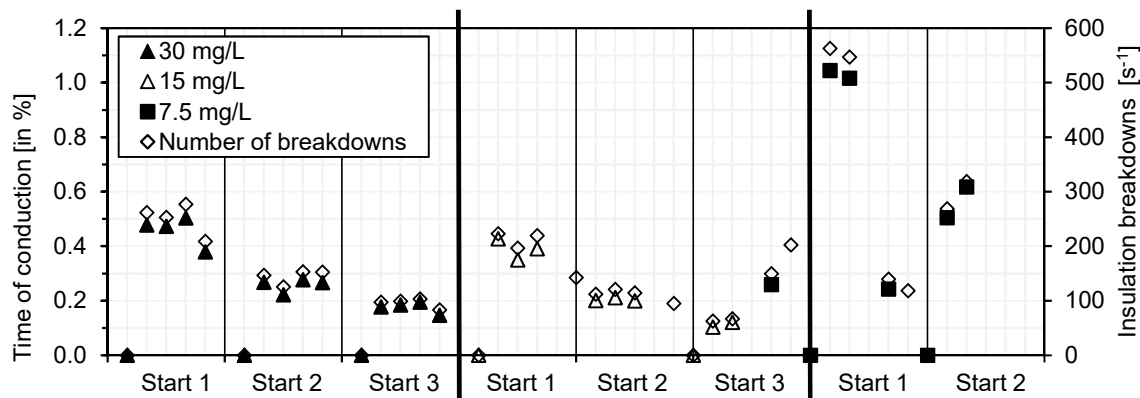 Time of conduction [in %]
1.2
1.0
0.8
0.6
0.4
0.2
0.0
30 mg/L
15 mg/L
7.5 mg/L
Number of breakdowns
600
500
400
300
200
100
0
Insulation breakdowns [s-1]
Start 1
Start 2
Start 3
Start 1
Start 2
Start 3
Start 1
Start 2